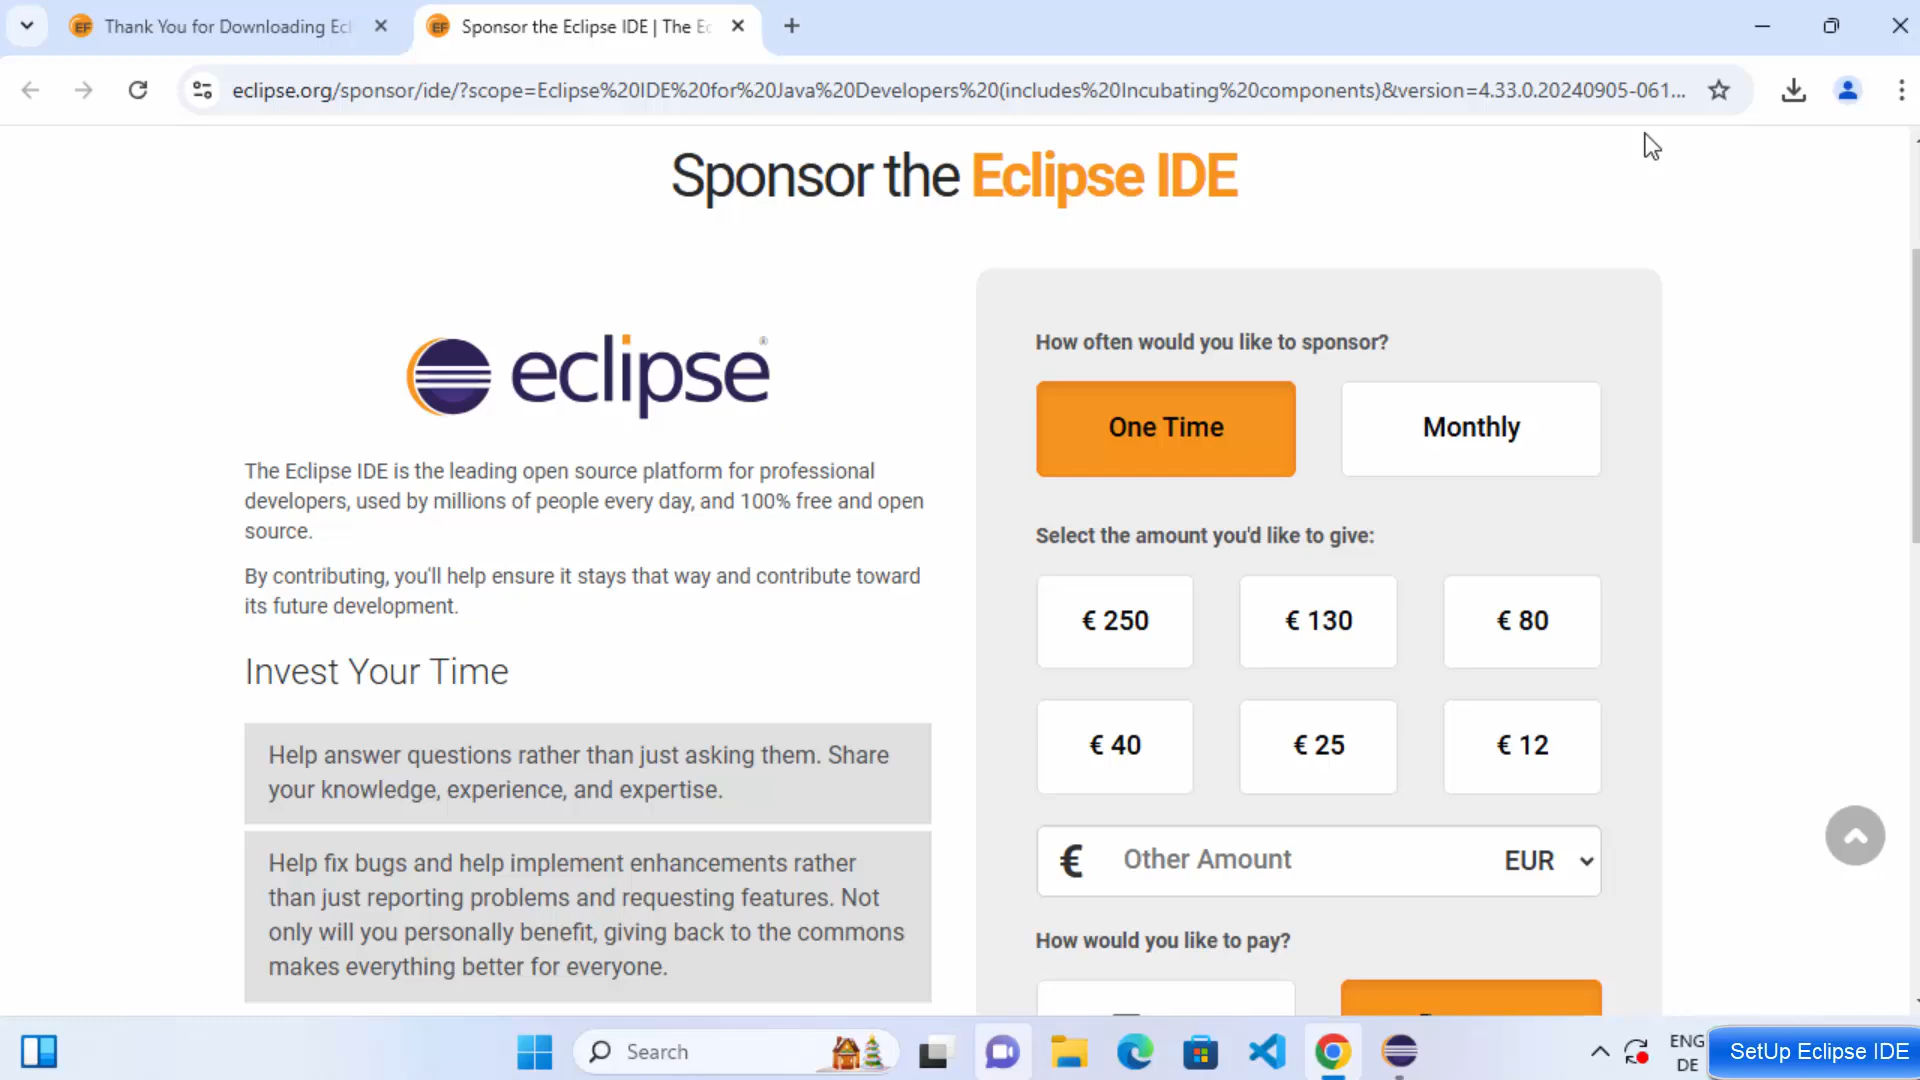 Thank You for Downloading Ecl
Sponsor the Eclipse IDE | The Ec
eclipse.org/sponsor/ide/?scope=Eclipse%20IDE%20for%20Java%20Developers%20(includes%20Incubating%20components)&version=4.33.0.20240905-061...
Sponsor the Eclipse IDE
eclipse®
The Eclipse IDE is the leading open source platform for professional
developers, used by millions of people every day, and 100% free and open
source.
By contributing, you'll help ensure it stays that way and contribute toward
its future development.
Invest Your Time
Help answer questions rather than just asking them. Share
your knowledge, experience, and expertise.
Help fix bugs and help implement enhancements rather
than just reporting problems and requesting features. Not
only will you personally benefit, giving back to the commons
makes everything better for everyone.
How often would you like to sponsor?
One Time
Monthly
Select the amount you'd like to give:
€ 250
€ 130
€ 80
€ 40
€ 25
€ 12
€ Other Amount EUR
How would you like to pay?
Search
ENG
DE
SetUp Eclipse IDE